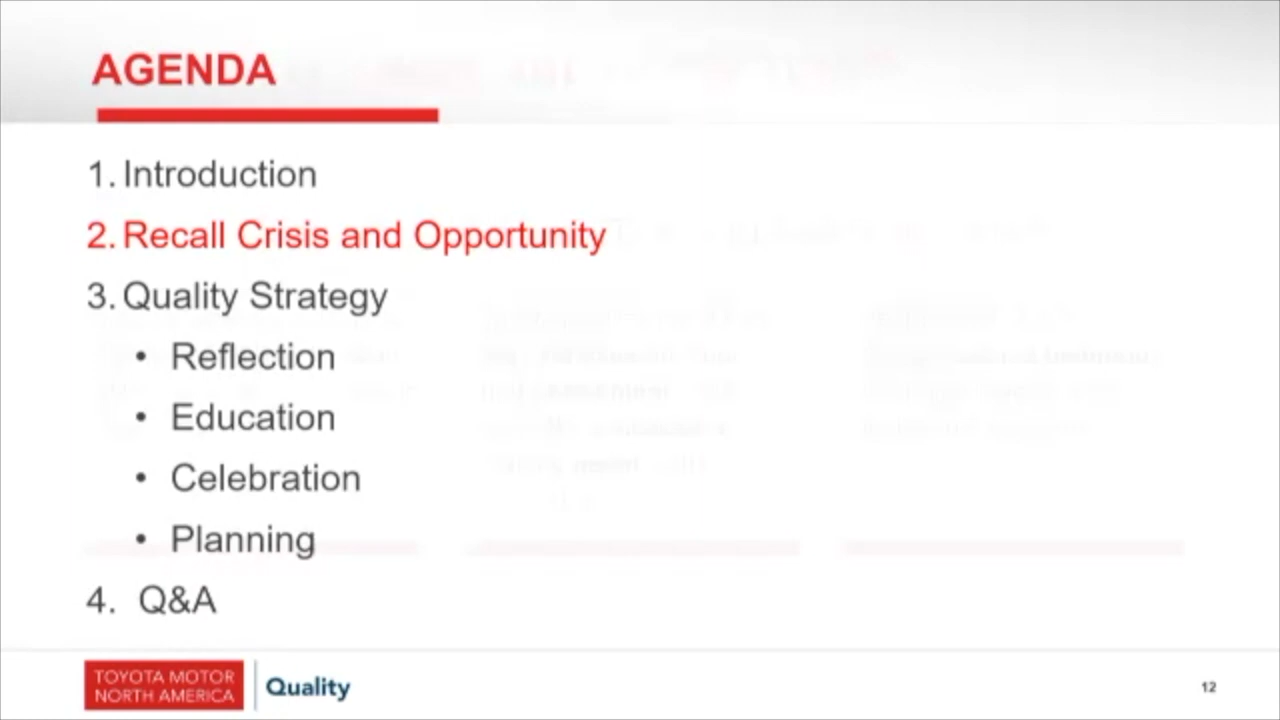 AGENDA
1. Introduction
2. Recall Crisis and Opportunity
3. Quality Strategy
• Reflection
• Education
• Celebration
• Planning
4. Q&A
TOYOTA MOTOR
NORTH AMERICA
Quality
12